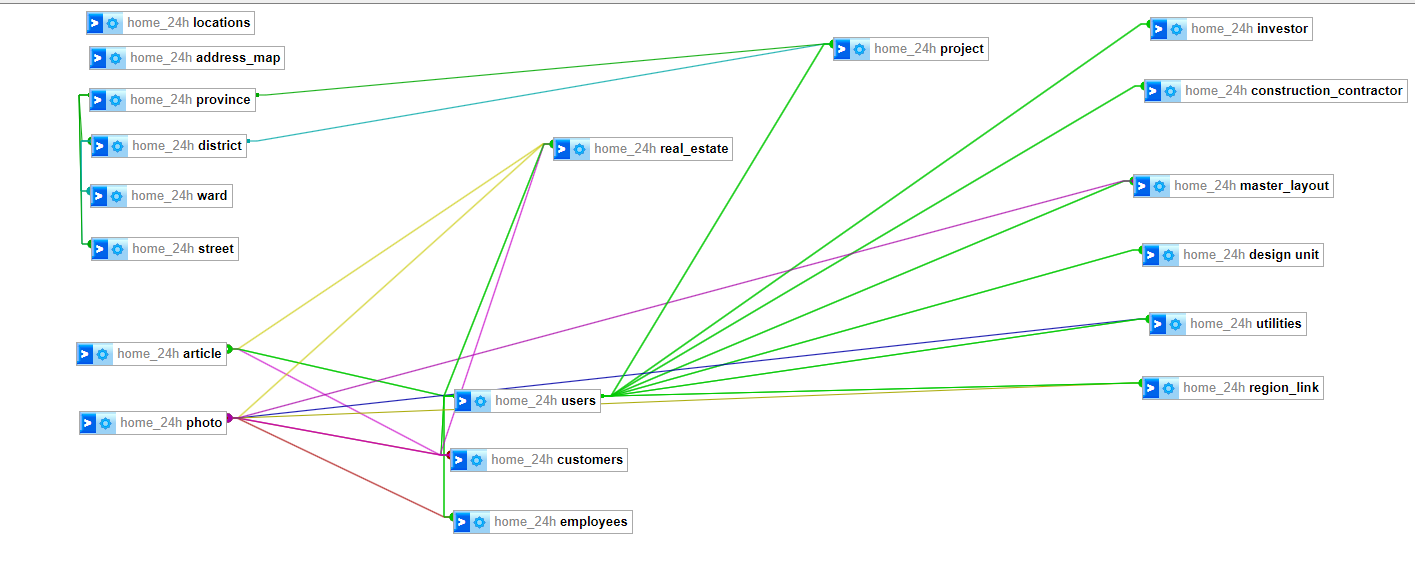 home_24h locations
home_24h address_map
home_24h province
home_24h district
home_24h ward
home_24h street
home_24h article
home_24h photo
home_24h real_estate
home_24h users
home_24h customers
home_24h employees
home_24h project
home_24h investor
home_24h construction_contractor
home_24h master_layout
home_24h design unit
home_24h utilities
home_24h region_link